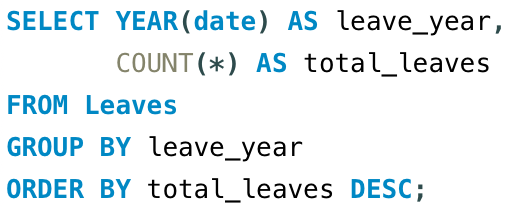 SELECT YEAR(date) AS leave_year,
       COUNT(*) AS total_leaves
FROM Leaves
GROUP BY leave_year
ORDER BY total_leaves DESC;